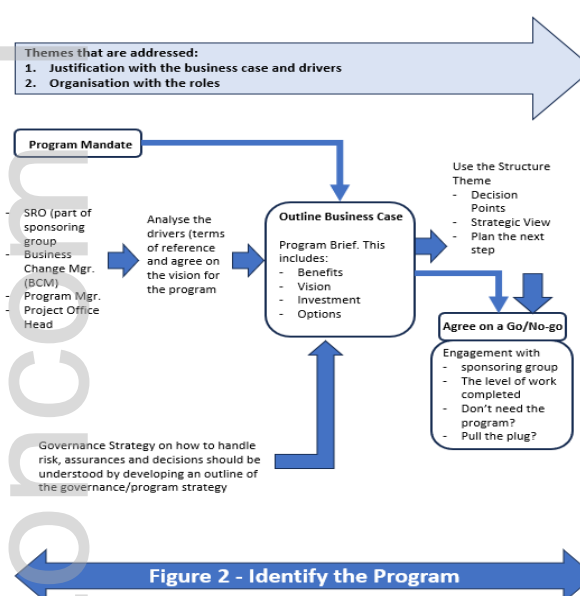 Themes that are addressed:
1. Justification with the business case and drivers
2. Organisation with the roles
Program Mandate
- SRO (part of
sponsoring
group
- Business
Change Mgr.
(BCM)
- Program Mgr.
- Project Office
Head
Analyse the
drivers (terms
of reference
and agree on
the vision for
the program
Outline Business Case
Program Brief. This
includes:
- Benefits
- Vision
- Investment
- Options
Use the Structure
Theme
- Decision
Points
- Strategic View
- Plan the next
step
Agree on a Go/No-go
Engagement with
- sponsoring group
- The level of work
completed
- Don't need the
program?
- Pull the plug?
Governance Strategy on how to handle
risk, assurances and decisions should be
understood by developing an outline of
the governance/program strategy
Figure 2 - Identify the Program